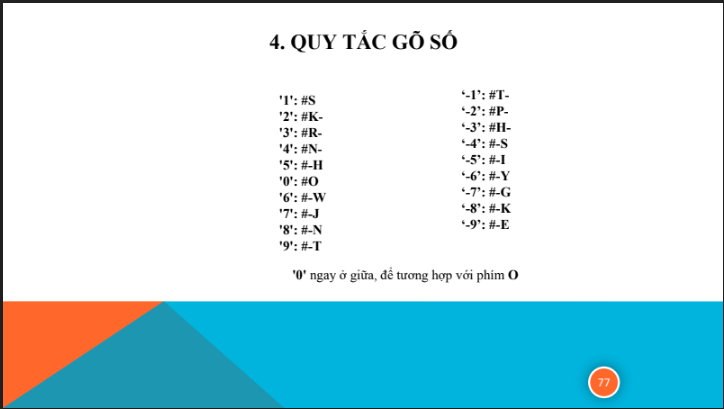 4. QUY TẮC GÕ SỐ
'1': #S
'2': #K-
'3': #R-
'4': #N-
'5': #-H
'0': #O
'6': #-W
'7': #-J
'8': #-N
'9': #-T
‘-1’: #T-
‘-2’: #P-
‘-3’: #H-
‘-4’: #-S
‘-5’: #-I
‘-6’: #-Y
‘-7’: #-G
‘-8’: #-K
‘-9’: #-E
'0' ngay ở giữa, để tương hợp với phím O
77